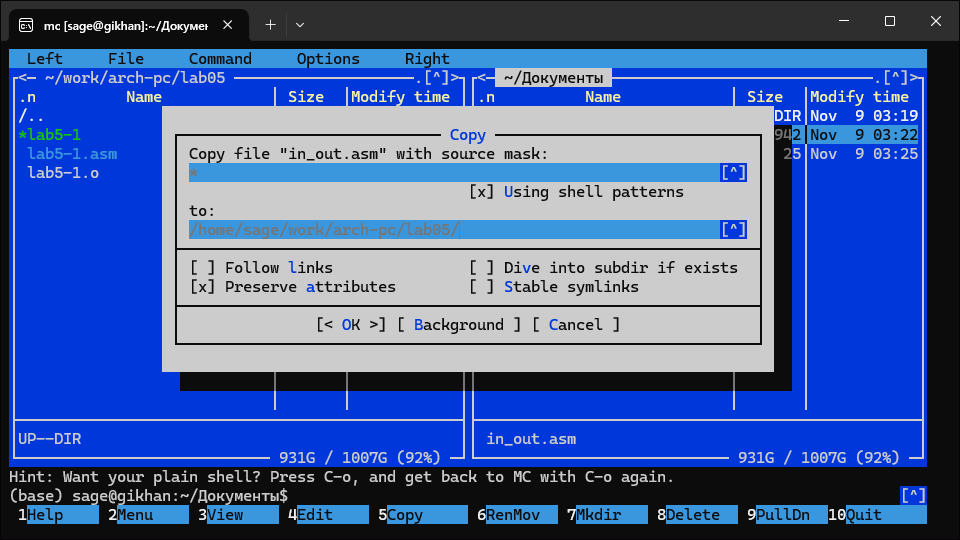 mc [sage@gikhan]:~/Докумен
Left File Command Options Right
<─ ~/work/arch-pc/lab05 .[^]> <─ ~/Документы .[^]>
.n Name Size Modify time .n Name Size Modify time
/.. DIR Nov 9 03:19
*lab5-1 942 Nov 9 03:22
lab5-1.asm 25 Nov 9 03:25
lab5-1.o
Copy
Copy file "in_out.asm" with source mask:
* [^]
[x] Using shell patterns
to:
/home/sage/work/arch-pc/lab05/ [^]
[ ] Follow links [ ] Dive into subdir if exists
[x] Preserve attributes [ ] Stable symlinks
[< OK >] [ Background ] [ Cancel ]
UP--DIR in_out.asm
931G / 1007G (92%) 931G / 1007G (92%)
Hint: Want your plain shell? Press C-o, and get back to MC with C-o again.
(base) sage@gikhan:~/Документы$ [^]
1Help 2Menu 3View 4Edit 5Copy 6RenMov 7Mkdir 8Delete 9PullDn 10Quit